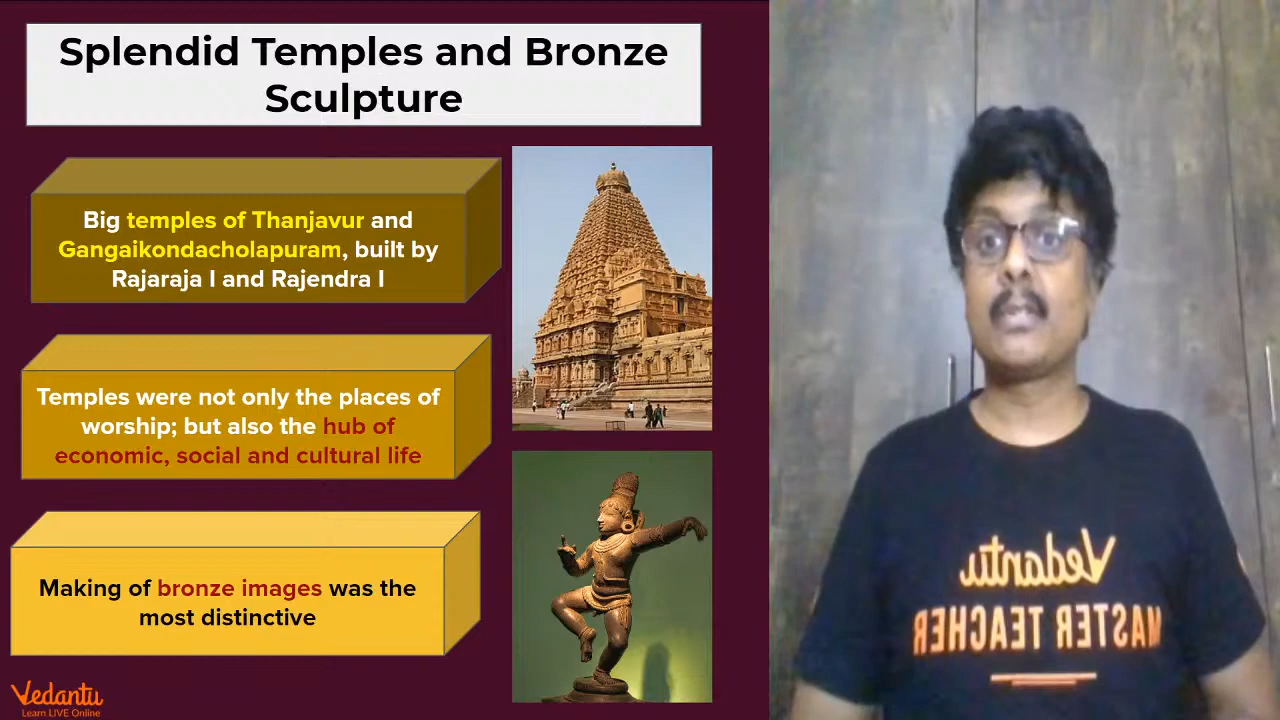 Splendid Temples and Bronze
Sculpture
Big temples of Thanjavur and
Gangaikondacholapuram, built by
Rajaraja I and Rajendra I
Temples were not only the places of
worship; but also the hub of
economic, social and cultural life
Making of bronze images was the
most distinctive
Vedantu
Learn LIVE Online
Vedantu
MASTER TEACHER